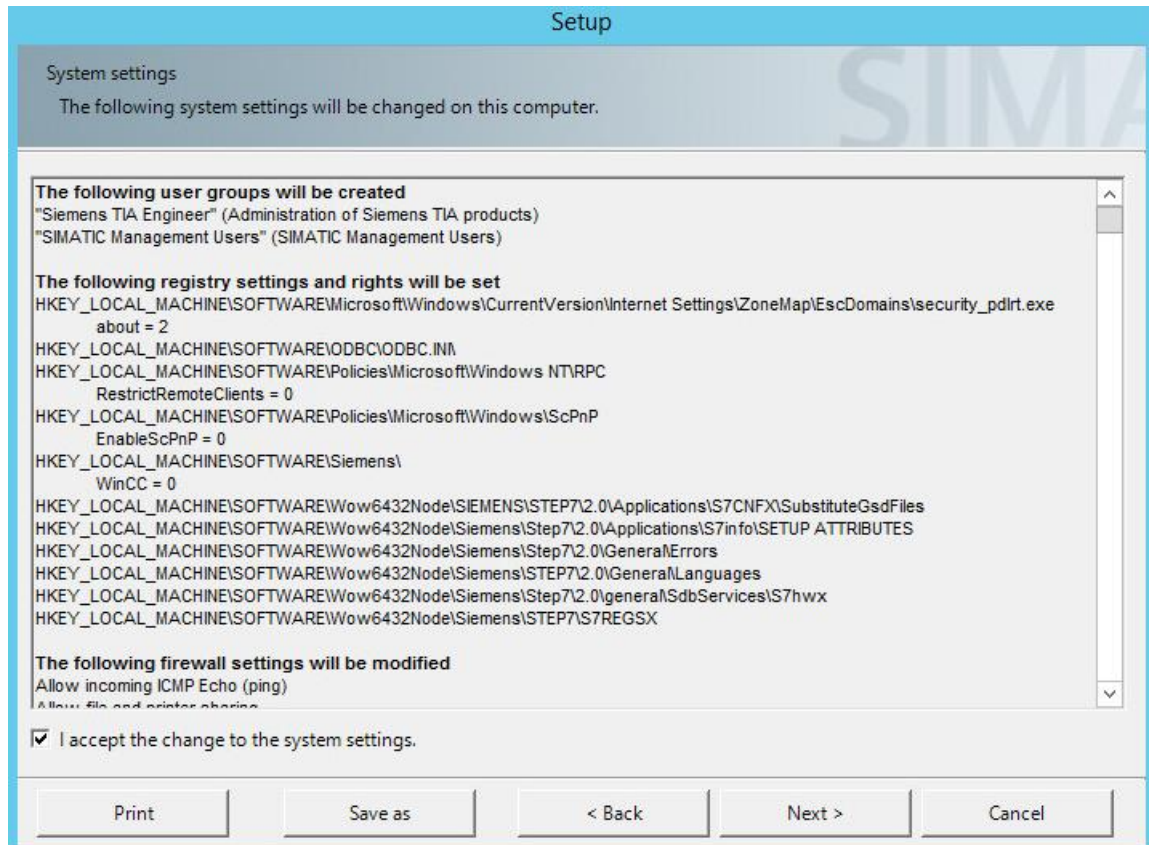 Setup
System settings
The following system settings will be changed on this computer.
SIMA
The following user groups will be created
"Siemens TIA Engineer" (Administration of Siemens TIA products)
"SIMATIC Management Users" (SIMATIC Management Users)
The following registry settings and rights will be set
HKEY_LOCAL_MACHINE\SOFTWARE\Microsoft\Windows\CurrentVersion\Internet Settings\ZoneMap\EscDomains\security_pdlrt.exe
about = 2
HKEY_LOCAL_MACHINE\SOFTWARE\ODBC\ODBC.INI\
HKEY_LOCAL_MACHINE\SOFTWARE\Policies\Microsoft\Windows NT\RPC
RestrictRemoteClients = 0
HKEY_LOCAL_MACHINE\SOFTWARE\Policies\Microsoft\Windows\ScPnP
EnableScPnP = 0
HKEY_LOCAL_MACHINE\SOFTWARE\Siemens\
WinCC = 0
HKEY_LOCAL_MACHINE\SOFTWARE\Wow6432Node\SIEMENS\STEP7\2.0\Applications\S7CNFX\SubstituteGsdFiles
HKEY_LOCAL_MACHINE\SOFTWARE\Wow6432Node\Siemens\Step7\2.0\Applications\S7info\SETUP ATTRIBUTES
HKEY_LOCAL_MACHINE\SOFTWARE\Wow6432Node\Siemens\Step7\2.0\General\Errors
HKEY_LOCAL_MACHINE\SOFTWARE\Wow6432Node\Siemens\STEP7\2.0\General\Languages
HKEY_LOCAL_MACHINE\SOFTWARE\Wow6432Node\Siemens\Step7\2.0\general\SdbServices\S7hwx
HKEY_LOCAL_MACHINE\SOFTWARE\Wow6432Node\Siemens\STEP7\S7REGSX
The following firewall settings will be modified
Allow incoming ICMP Echo (ping)
Allow file and printer sharing
I accept the change to the system settings.
Print
Save as
< Back
Next >
Cancel